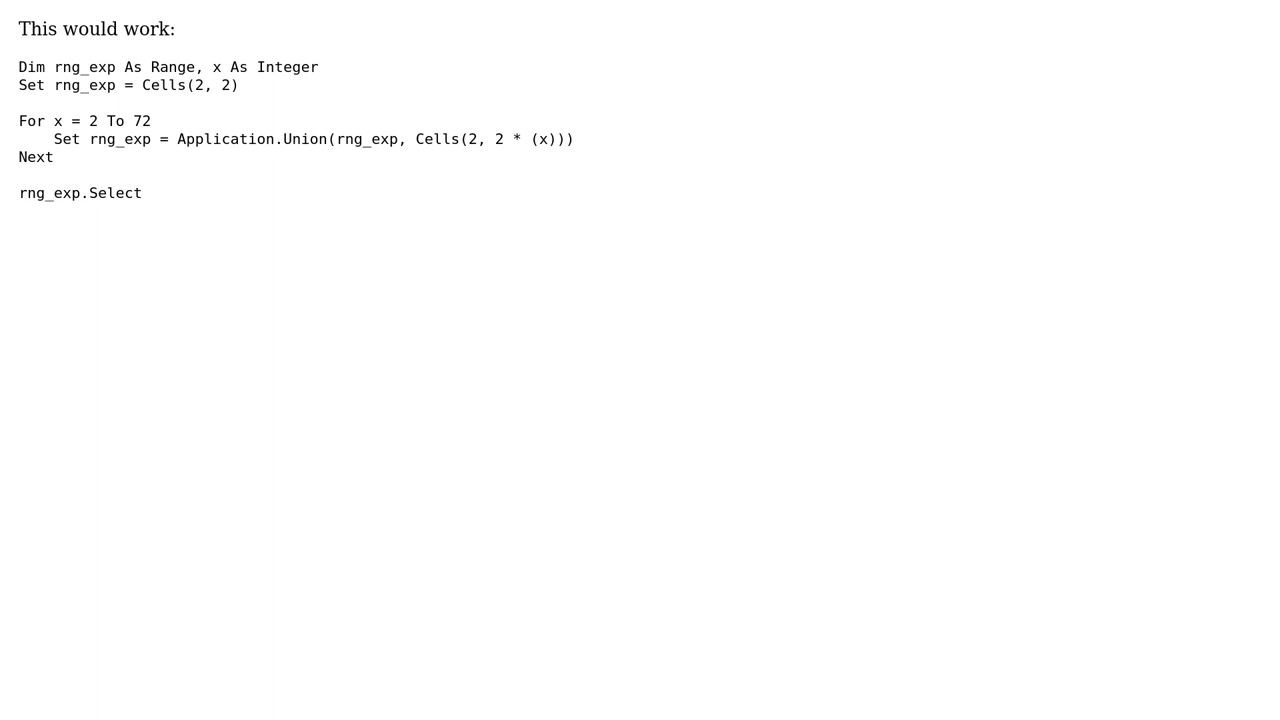 This would work:
Dim rng_exp As Range, x As Integer
Set rng_exp = Cells(2, 2)
For x = 2 To 72
    Set rng_exp = Application.Union(rng_exp, Cells(2, 2 * (x)))
Next
rng_exp.Select